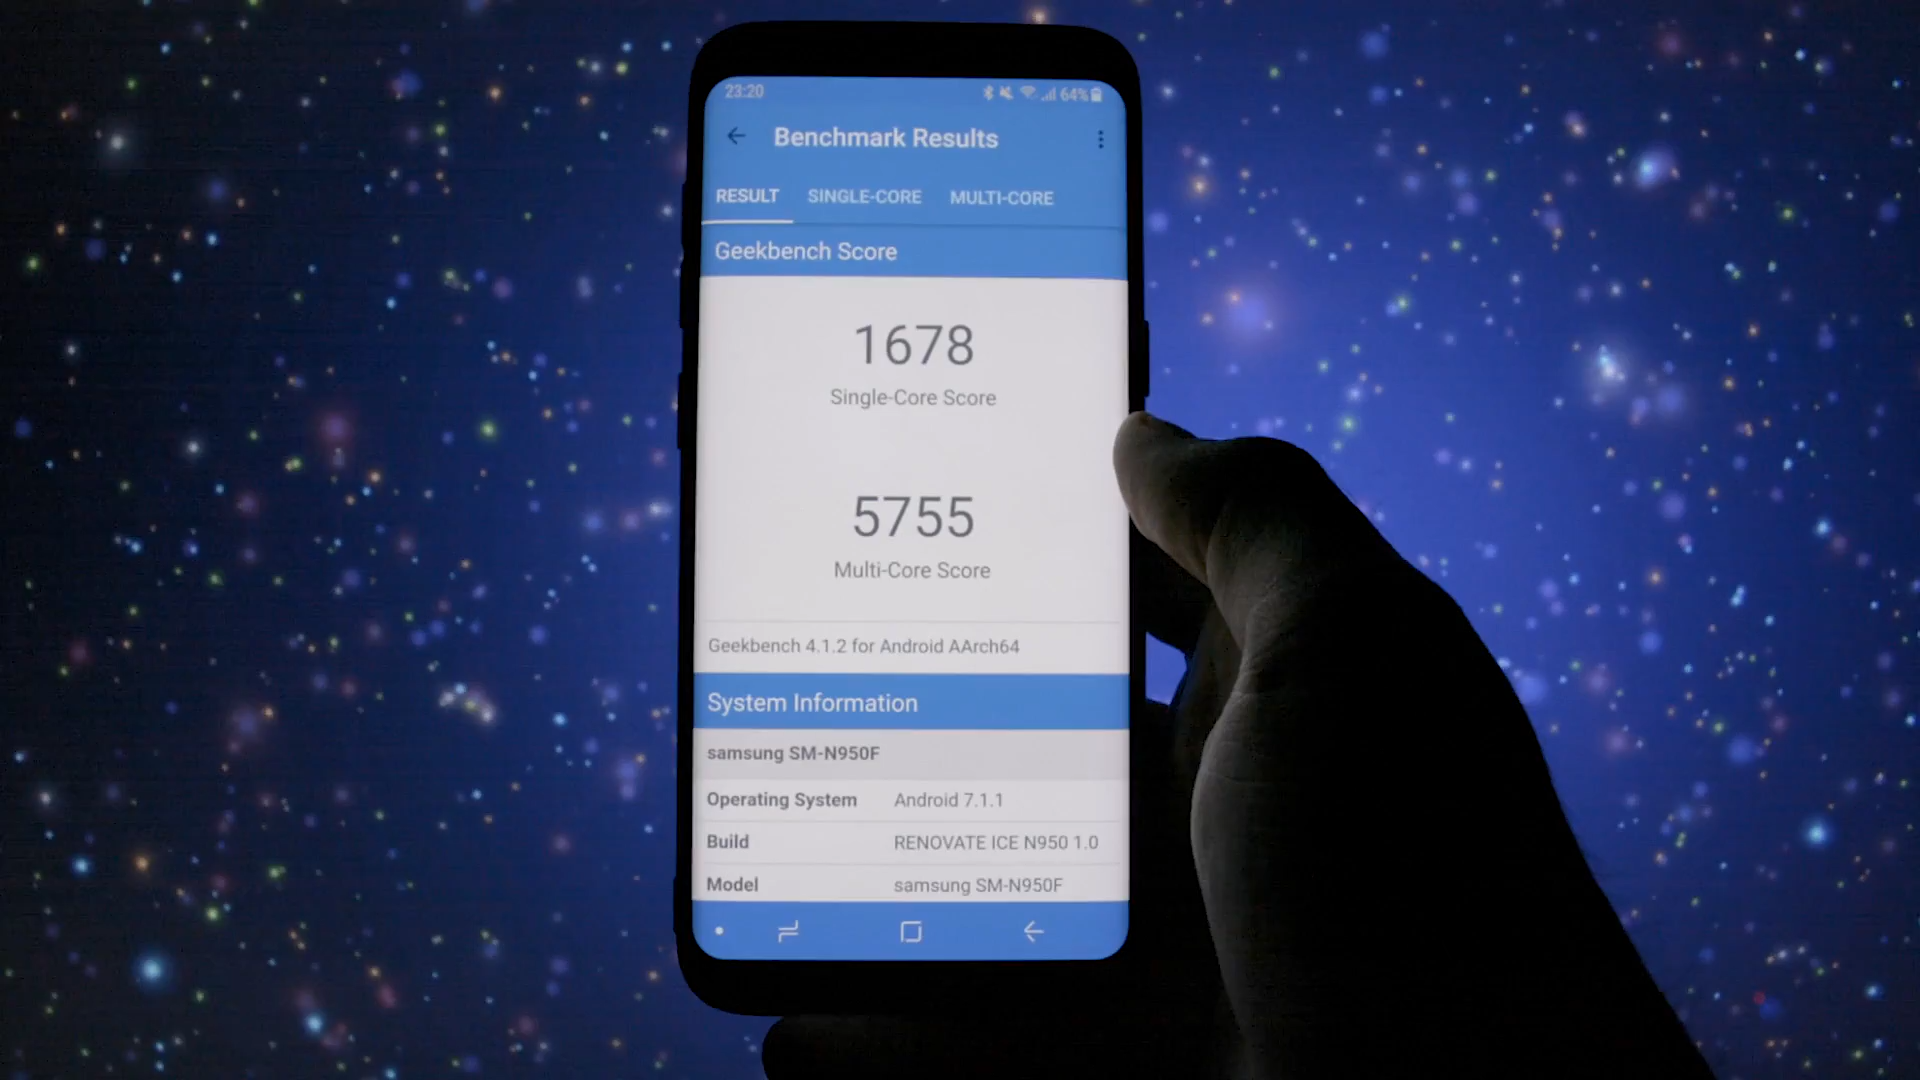 23:20 64%
Benchmark Results
RESULT SINGLE-CORE MULTI-CORE
Geekbench Score
1678
Single-Core Score
5755
Multi-Core Score
Geekbench 4.1.2 for Android AArch64
System Information
samsung SM-N950F
Operating System Android 7.1.1
Build RENOVATE ICE N950 1.0
Model samsung SM-N950F